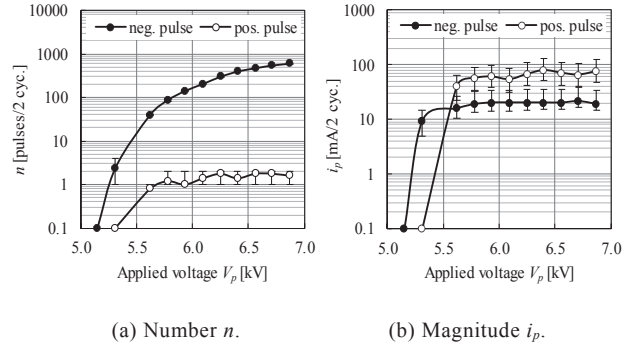 neg. pulse pos. pulse
10000
1000
100
10
1
0.1
n [pulses/2 cyc.]
5.0 5.5 6.0 6.5 7.0
Applied voltage Vp [kV]
(a) Number n.
neg. pulse pos. pulse
1000
100
10
1
0.1
ip [mA/2 cyc.]
5.0 5.5 6.0 6.5 7.0
Applied voltage Vp [kV]
(b) Magnitude ip.